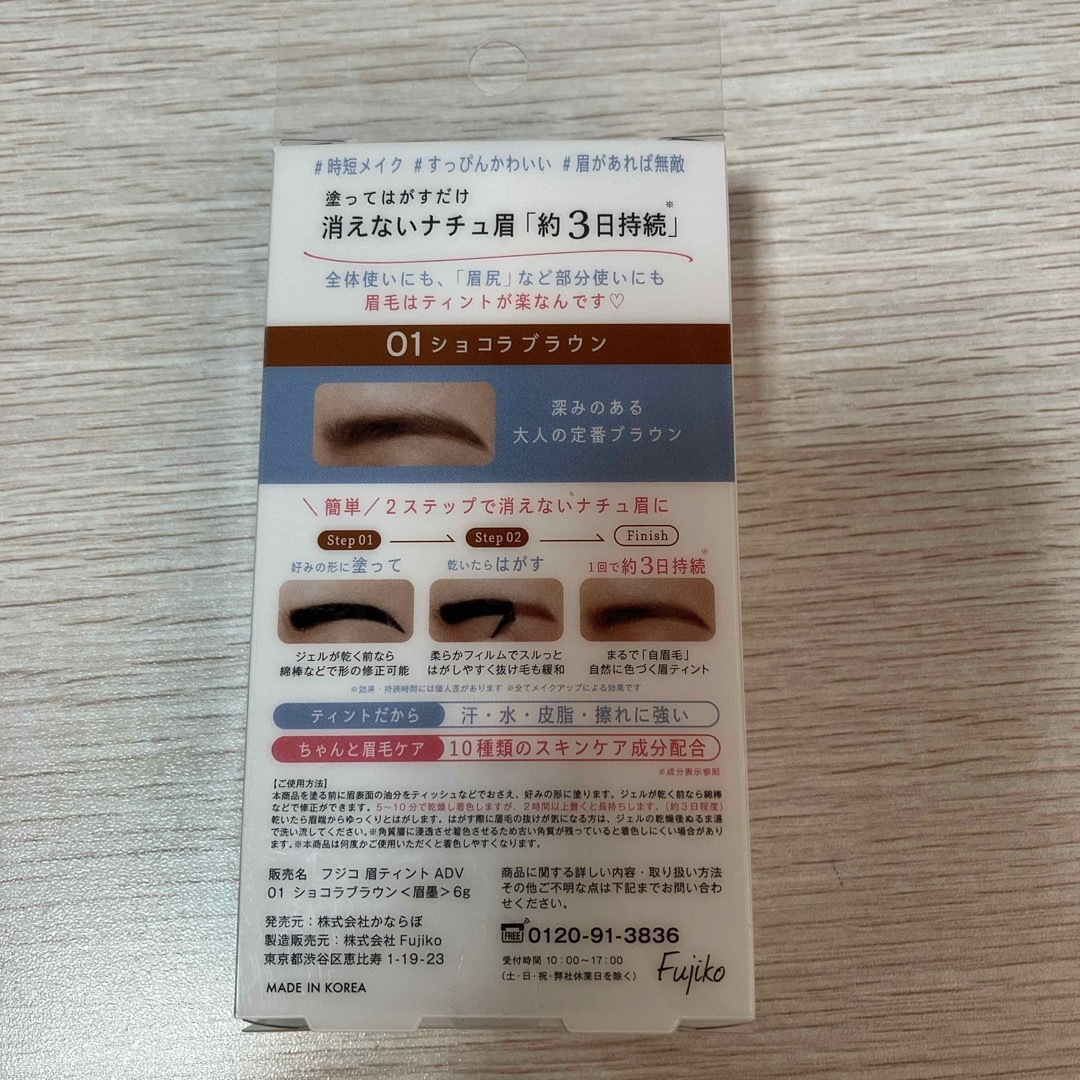 #時短メイク #すっぴんかわいい #眉があれば無敵
塗ってはがすだけ
消えないナチュ眉「約3日持続」※
全体使いにも、「眉尻」など部分使いにも
眉毛はティントが楽なんです♡
01 ショコラブラウン
深みのある
大人の定番ブラウン
\簡単/2ステップで消えないナチュ眉に
Step 01 Step 02 Finish
好みの形に塗って 乾いたらはがす 1回で約3日持続※
ジェルが乾く前なら 柔らかフィルムでスルっと まるで「自眉毛」
綿棒などで形の修正可能 はがしやすく抜け毛も緩和 自然に色づく眉ティント
※効果・持続時間には個人差があります ※全てメイクアップによる効果です
ティントだから 汗・水・皮脂・擦れに強い
ちゃんと眉毛ケア 10種類のスキンケア成分配合
※成分表示参照
【ご使用方法】
本商品を塗る前に眉表面の油分をティッシュなどでおさえ、好みの形に塗ります。ジェルが乾く前なら綿棒
などで修正ができます。5〜10分で乾燥し着色しますが、2時間以上置くと長持ちします。(約3日程度)
乾いたら眉端からゆっくりとはがします。はがす際に眉毛の抜けが気になる方は、ジェルの乾燥後ぬるま湯
で洗い流してください。※角質層に浸透させ着色させるため古い角質が残っていると着色しにくい場合があり
ます。※本商品は何度かご使用いただくと着色しやすくなります。
販売名 フジコ 眉ティント ADV
01 ショコラブラウン<眉墨>6g
発売元:株式会社かならぼ
製造販売元:株式会社Fujiko
東京都渋谷区恵比寿1-19-23
MADE IN KOREA
商品に関する詳しい内容・取り扱い方法
その他ご不明な点は下記までお問い合わ
せください。
FREE 0120-91-3836
受付時間 10:00〜17:00
(土・日・祝・弊社休業日を除く)
Fujiko